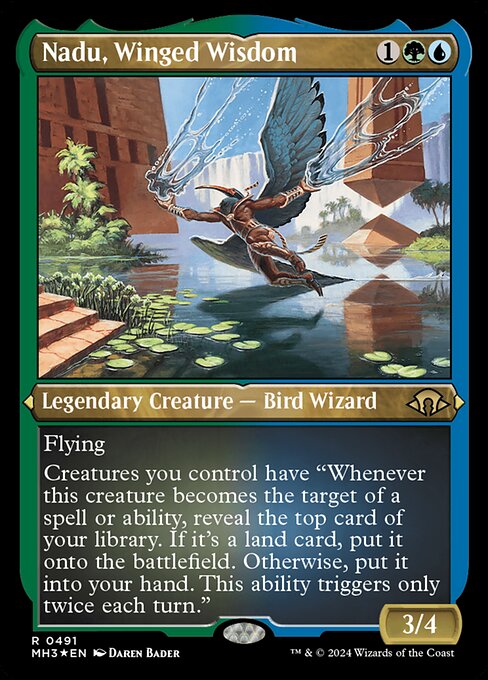 Nadu, Winged Wisdom 1
Legendary Creature — Bird Wizard
Flying
Creatures you control have “Whenever
this creature becomes the target of a
spell or ability, reveal the top card of
your library. If it’s a land card, put it
onto the battlefield. Otherwise, put it
into your hand. This ability triggers only
twice each turn.”
3/4
R 0491
MH3★EN DAREN BADER ™ & © 2024 Wizards of the Coast